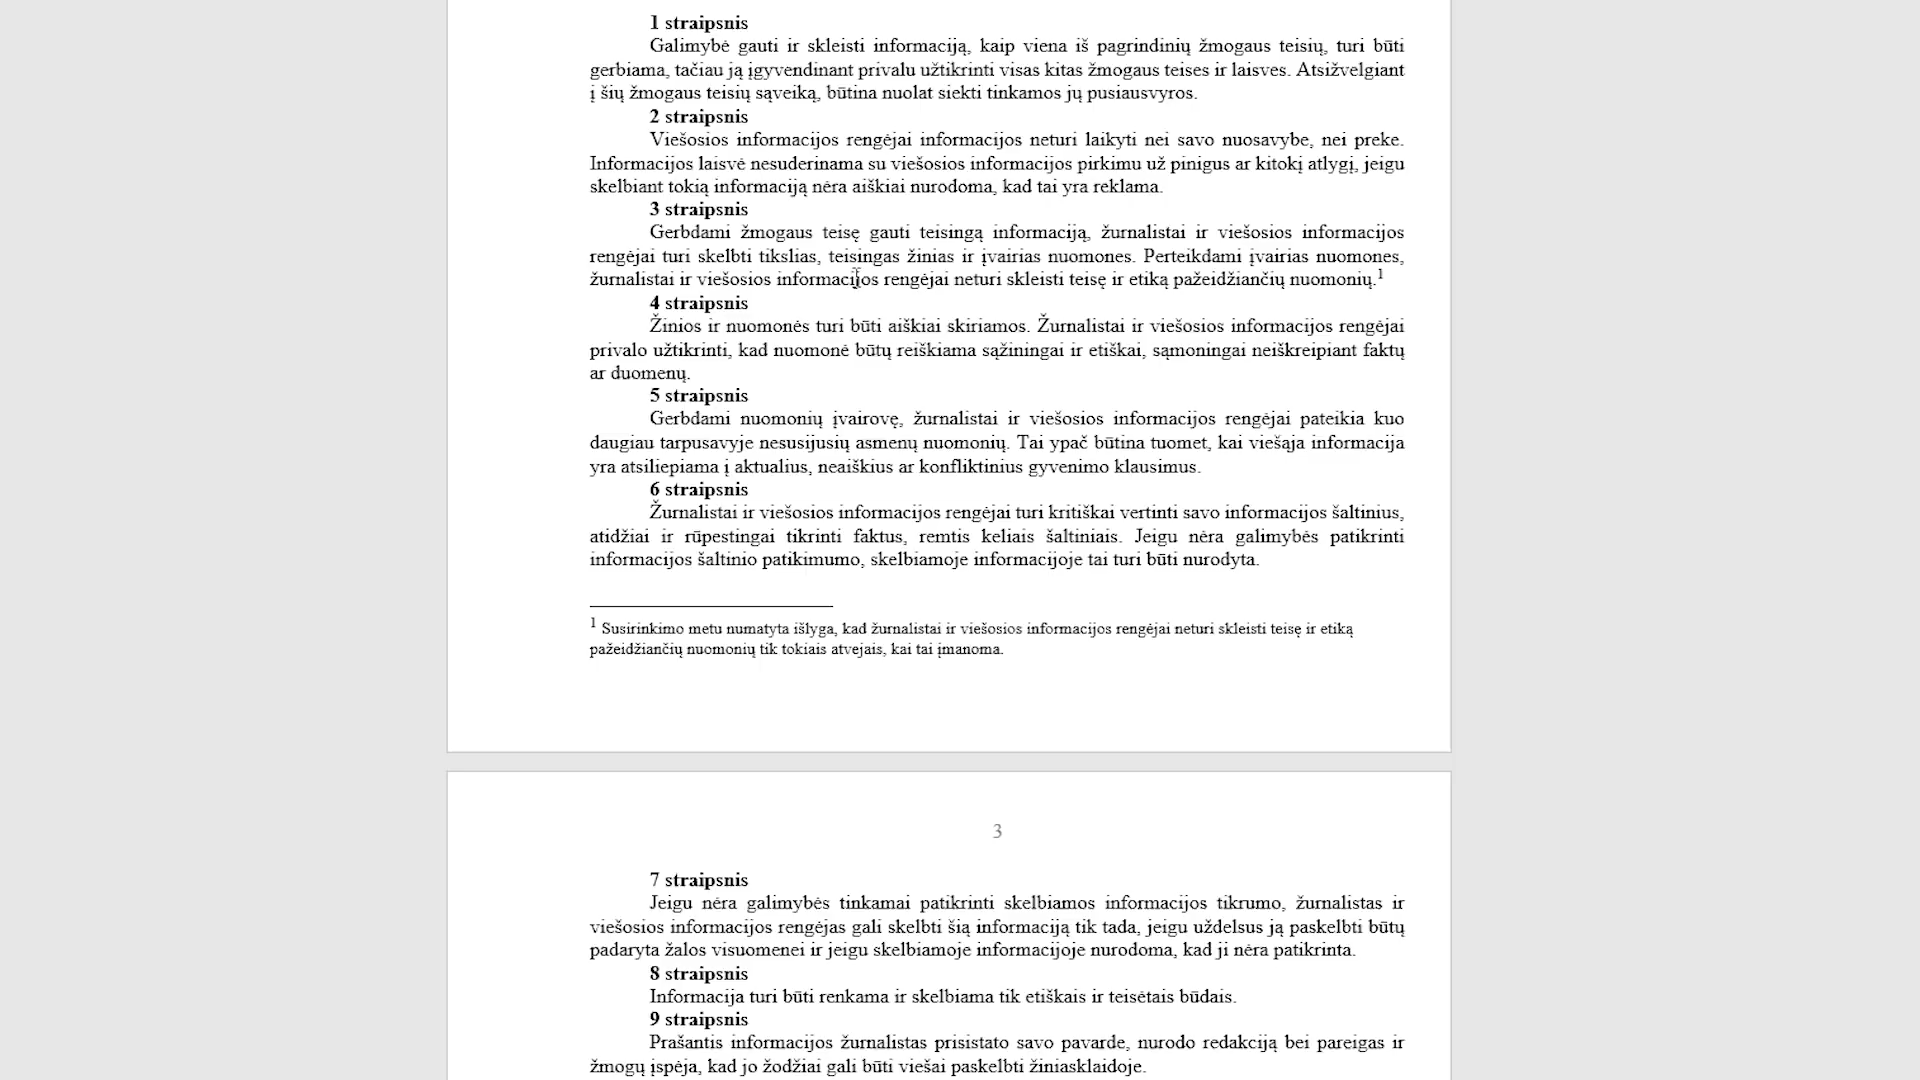 1 straipsnis
Galimybė gauti ir skleisti informaciją, kaip viena iš pagrindinių žmogaus teisių, turi būti
gerbiama, tačiau ją įgyvendinant privalu užtikrinti visas kitas žmogaus teises ir laisves. Atsižvelgiant
į šių žmogaus teisių sąveiką, būtina nuolat siekti tinkamos jų pusiausvyros.
2 straipsnis
Viešosios informacijos rengėjai informacijos neturi laikyti nei savo nuosavybe, nei preke.
Informacijos laisvė nesuderinama su viešosios informacijos pirkimu už pinigus ar kitokį atlygį, jeigu
skelbiant tokią informaciją nėra aiškiai nurodoma, kad tai yra reklama.
3 straipsnis
Gerbdami žmogaus teisę gauti teisingą informaciją, žurnalistai ir viešosios informacijos
rengėjai turi skelbti tikslias, teisingas žinias ir įvairias nuomones. Perteikdami įvairias nuomones,
žurnalistai ir viešosios informacijos rengėjai neturi skleisti teisę ir etiką pažeidžiančių nuomonių.1
4 straipsnis
Žinios ir nuomonės turi būti aiškiai skiriamos. Žurnalistai ir viešosios informacijos rengėjai
privalo užtikrinti, kad nuomonė būtų reiškiama sąžiningai ir etiškai, sąmoningai neiškreipiant faktų
ar duomenų.
5 straipsnis
Gerbdami nuomonių įvairovę, žurnalistai ir viešosios informacijos rengėjai pateikia kuo
daugiau tarpusavyje nesusijusių asmenų nuomonių. Tai ypač būtina tuomet, kai viešąja informacija
yra atsiliepiama į aktualius, neaiškius ar konfliktinius gyvenimo klausimus.
6 straipsnis
Žurnalistai ir viešosios informacijos rengėjai turi kritiškai vertinti savo informacijos šaltinius,
atidžiai ir rūpestingai tikrinti faktus, remtis keliais šaltiniais. Jeigu nėra galimybės patikrinti
informacijos šaltinio patikimumo, skelbiamoje informacijoje tai turi būti nurodyta.
1 Susirinkimo metu numatyta išlyga, kad žurnalistai ir viešosios informacijos rengėjai neturi skleisti teisę ir etiką
pažeidžiančių nuomonių tik tokiais atvejais, kai tai įmanoma.
3
7 straipsnis
Jeigu nėra galimybės tinkamai patikrinti skelbiamos informacijos tikrumo, žurnalistas ir
viešosios informacijos rengėjas gali skelbti šią informaciją tik tada, jeigu uždelsus ją paskelbti būtų
padaryta žalos visuomenei ir jeigu skelbiamoje informacijoje nurodoma, kad ji nėra patikrinta.
8 straipsnis
Informacija turi būti renkama ir skelbiama tik etiškais ir teisėtais būdais.
9 straipsnis
Prašantis informacijos žurnalistas prisistato savo pavarde, nurodo redakciją bei pareigas ir
žmogų įspėja, kad jo žodžiai gali būti viešai paskelbti žiniasklaidoje.